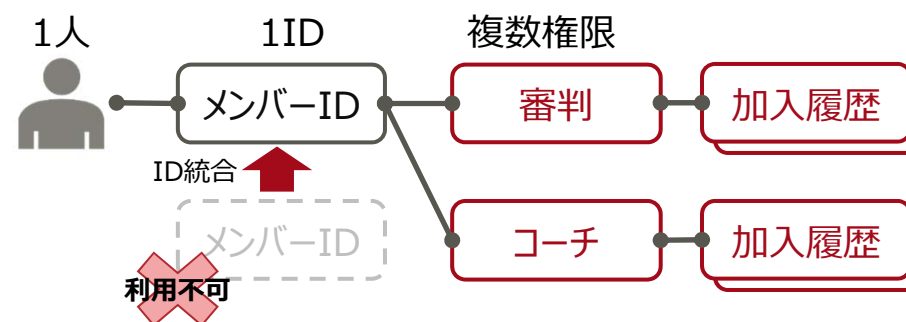 1人
1ID
複数権限
メンバーID
審判
加入履歴
ID統合
メンバーID
コーチ
加入履歴
利用不可